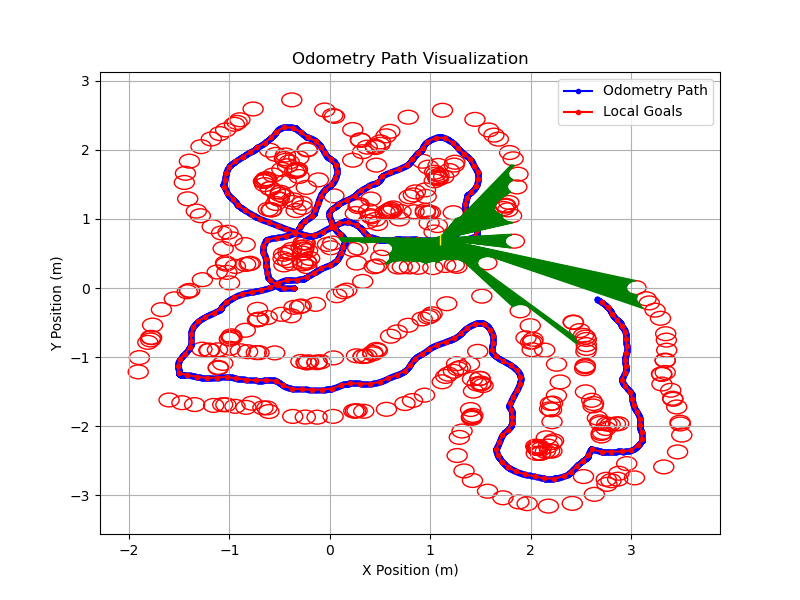 Odometry Path Visualization
Odometry Path
Local Goals
Y Position (m)
3
2
1
0
−1
−2
−3
−2
−1
0
1
2
3
X Position (m)